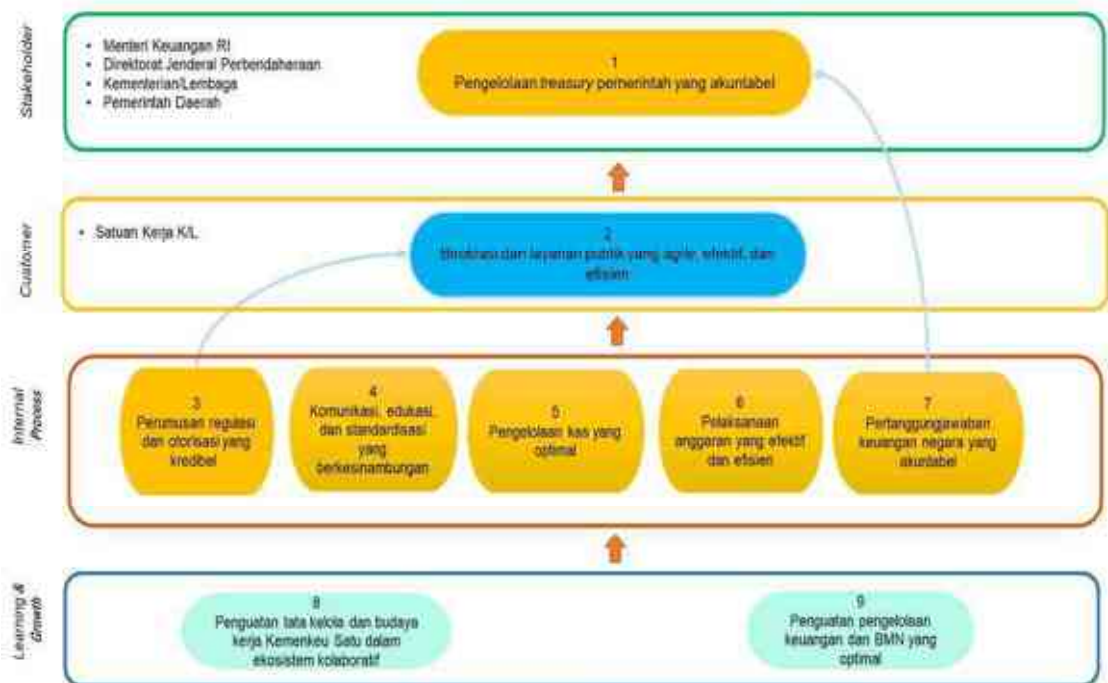 Stakeholder
• Menteri Keuangan RI
• Direktorat Jenderal Perbendaharaan
• Kementerian/Lembaga
• Pemerintah Daerah
1
Pengelolaan treasury pemerintah yang akuntabel
Customer
• Satuan Kerja K/L
2
Birokrasi dan layanan publik yang agile, efektif, dan
efisien
Internal
Process
3
Perumusan regulasi
dan otorisasi yang
kredibel
4
Komunikasi, edukasi,
dan standardisasi
yang
berkesinambungan
5
Pengelolaan kas yang
optimal
6
Pelaksanaan
anggaran yang efektif
dan efisien
7
Pertanggungawaban
keuangan negara yang
akuntabel
Learning &
Growth
8
Penguatan tata kelola dan budaya
kerja Kemenkeu Satu dalam
ekosistem kolaboratif
9
Penguatan pengelolaan
keuangan dan BMN yang
optimal